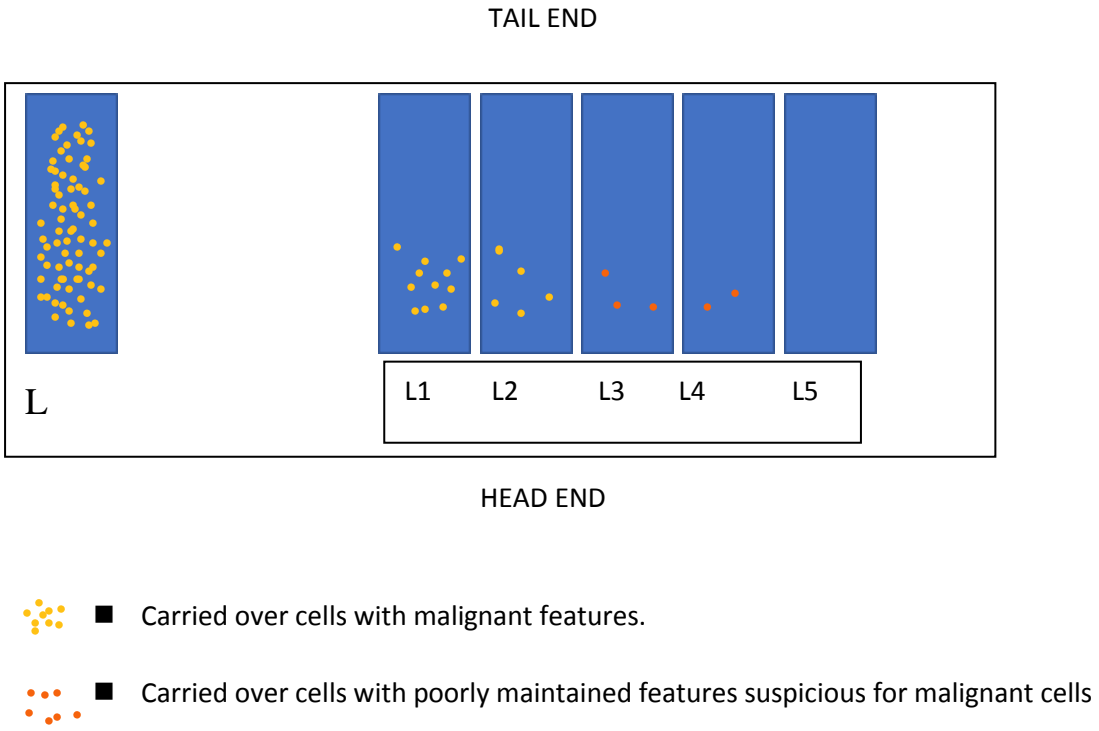 TAIL END
L
L1 L2 L3 L4 L5
HEAD END
■ Carried over cells with malignant features.
■ Carried over cells with poorly maintained features suspicious for malignant cells